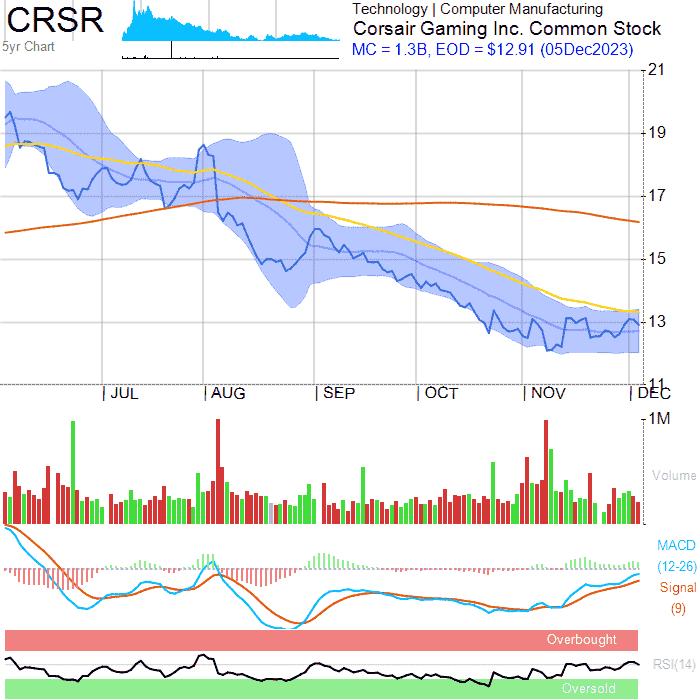 CRSR
5yr Chart
Technology | Computer Manufacturing
Corsair Gaming Inc. Common Stock
MC = 1.3B, EOD = $12.91 (05Dec2023)
21
19
17
15
13
11
JUL AUG SEP OCT NOV DEC
1M
Volume
MACD
(12-26)
Signal
(9)
Overbought
RSI(14)
Oversold